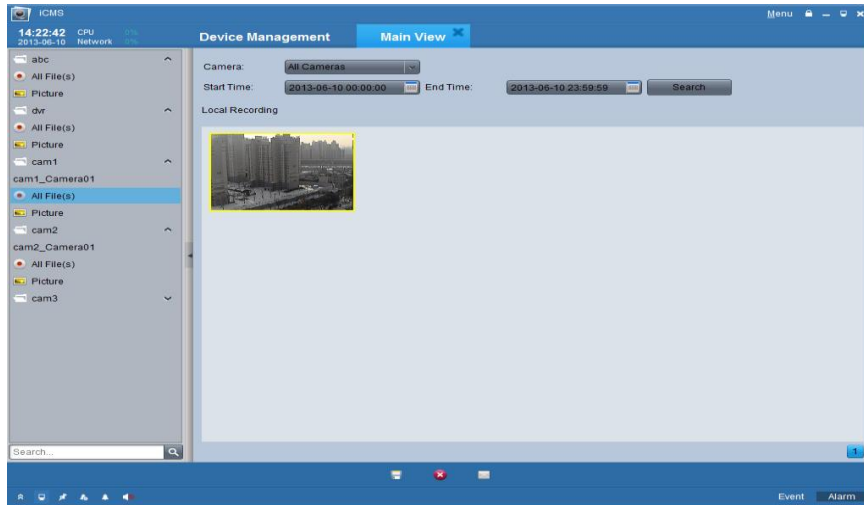 iCMS
Menu
14:22:42 CPU 0%
2013-06-10 Network 0%
Device Management
Main View
abc
All File(s)
Picture
dvr
All File(s)
Picture
cam1
cam1_Camera01
All File(s)
Picture
cam2
cam2_Camera01
All File(s)
Picture
cam3
Search...
Camera: All Cameras
Start Time: 2013-06-10 00:00:00 End Time: 2013-06-10 23:59:59 Search
Local Recording
1
Event Alarm